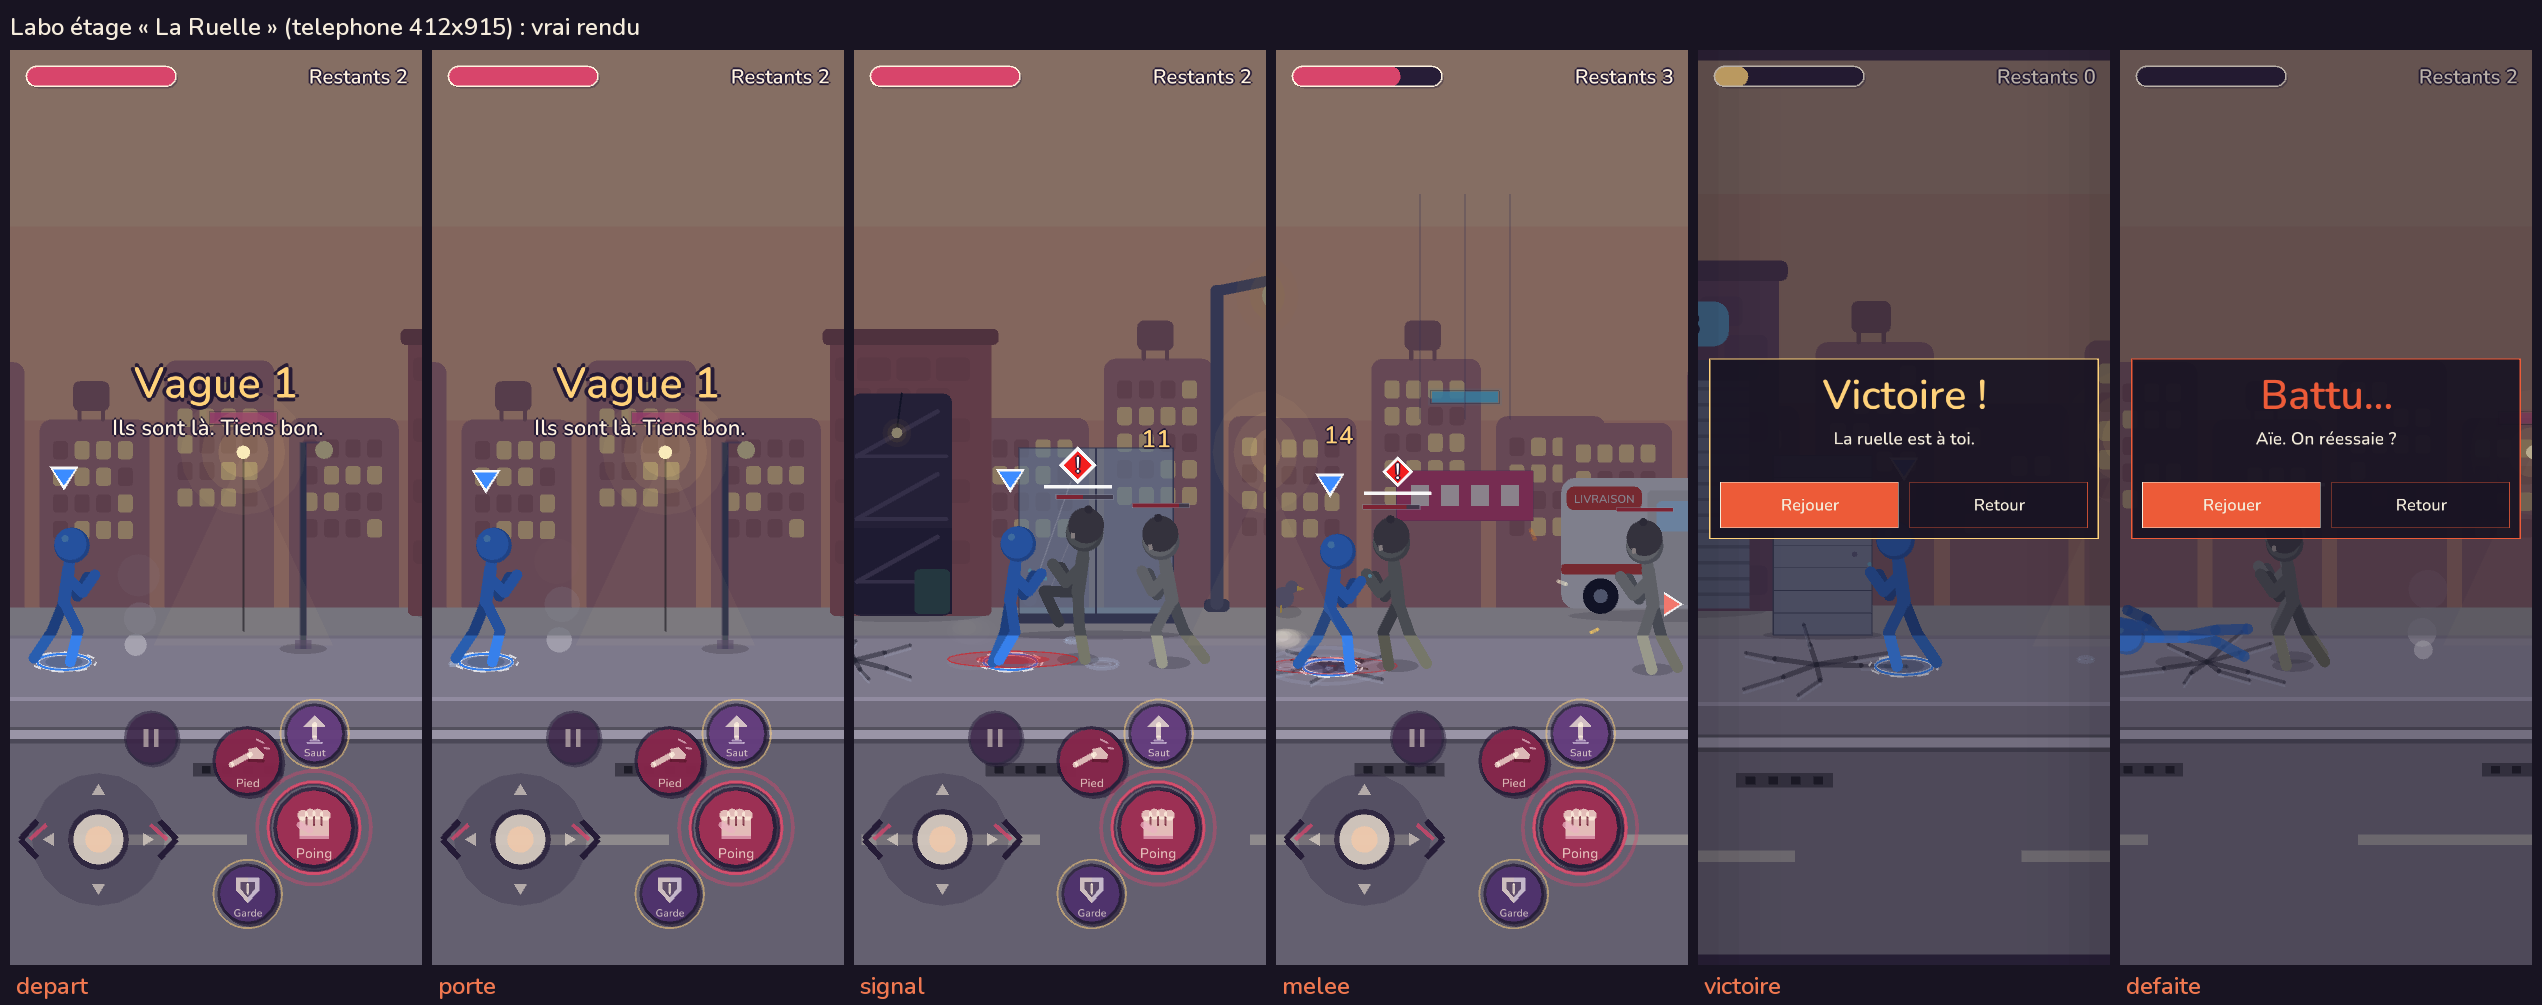 Labo étage « La Ruelle » (telephone 412x915) : vrai rendu
Restants 2
Vague 1
Ils sont là. Tiens bon.
Saut
Pied
Poing
Garde
depart
Restants 2
Vague 1
Ils sont là. Tiens bon.
Saut
Pied
Poing
Garde
porte
Restants 2
11
!
Saut
Pied
Poing
Garde
signal
Restants 3
14
!
LIVRAISON
Saut
Pied
Poing
Garde
melee
Restants 0
Victoire !
La ruelle est à toi.
Rejouer
Retour
victoire
Restants 2
Battu...
Aïe. On réessaie ?
Rejouer
Retour
defaite